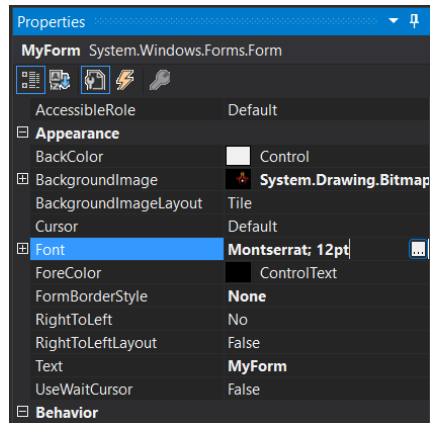 Properties
MyForm System.Windows.Forms.Form
AccessibleRole Default
Appearance
BackColor Control
BackgroundImage System.Drawing.Bitmap
BackgroundImageLayout Tile
Cursor Default
Font Montserrat; 12pt ...
ForeColor ControlText
FormBorderStyle None
RightToLeft No
RightToLeftLayout False
Text MyForm
UseWaitCursor False
Behavior